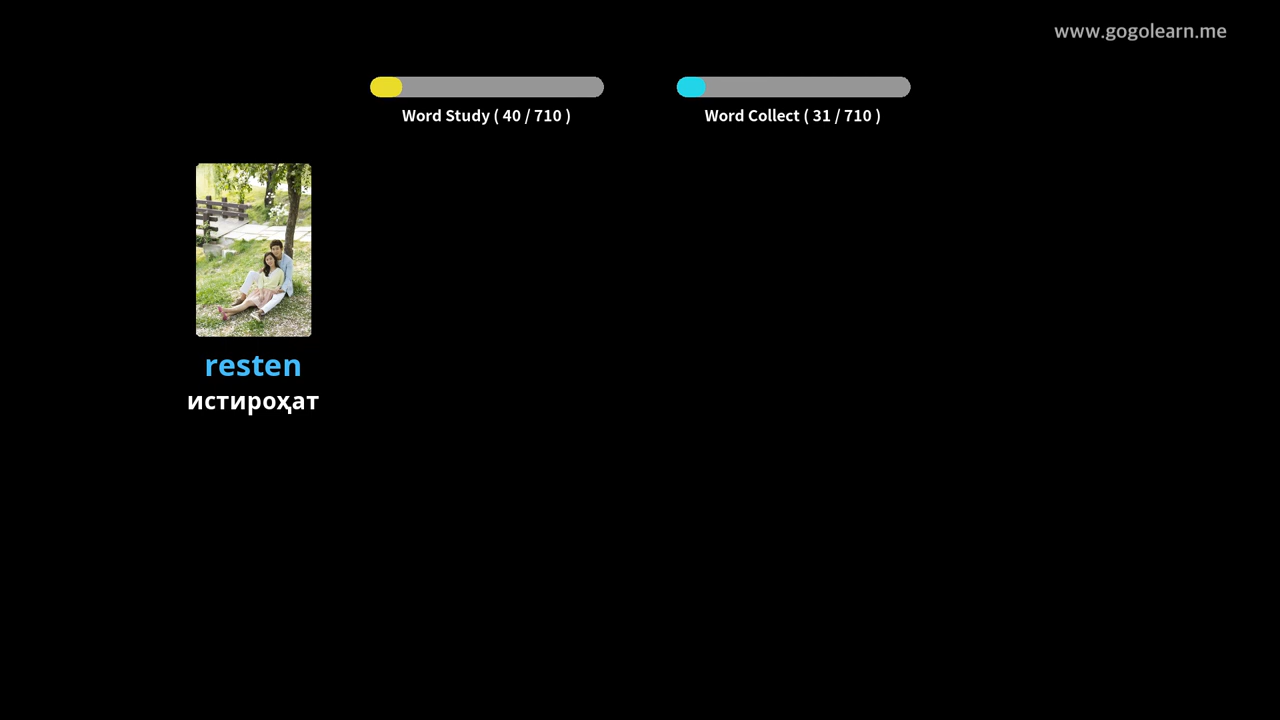 www.gogolearn.me
Word Study ( 40 / 710 )
Word Collect ( 31 / 710 )
resten
истироҳат